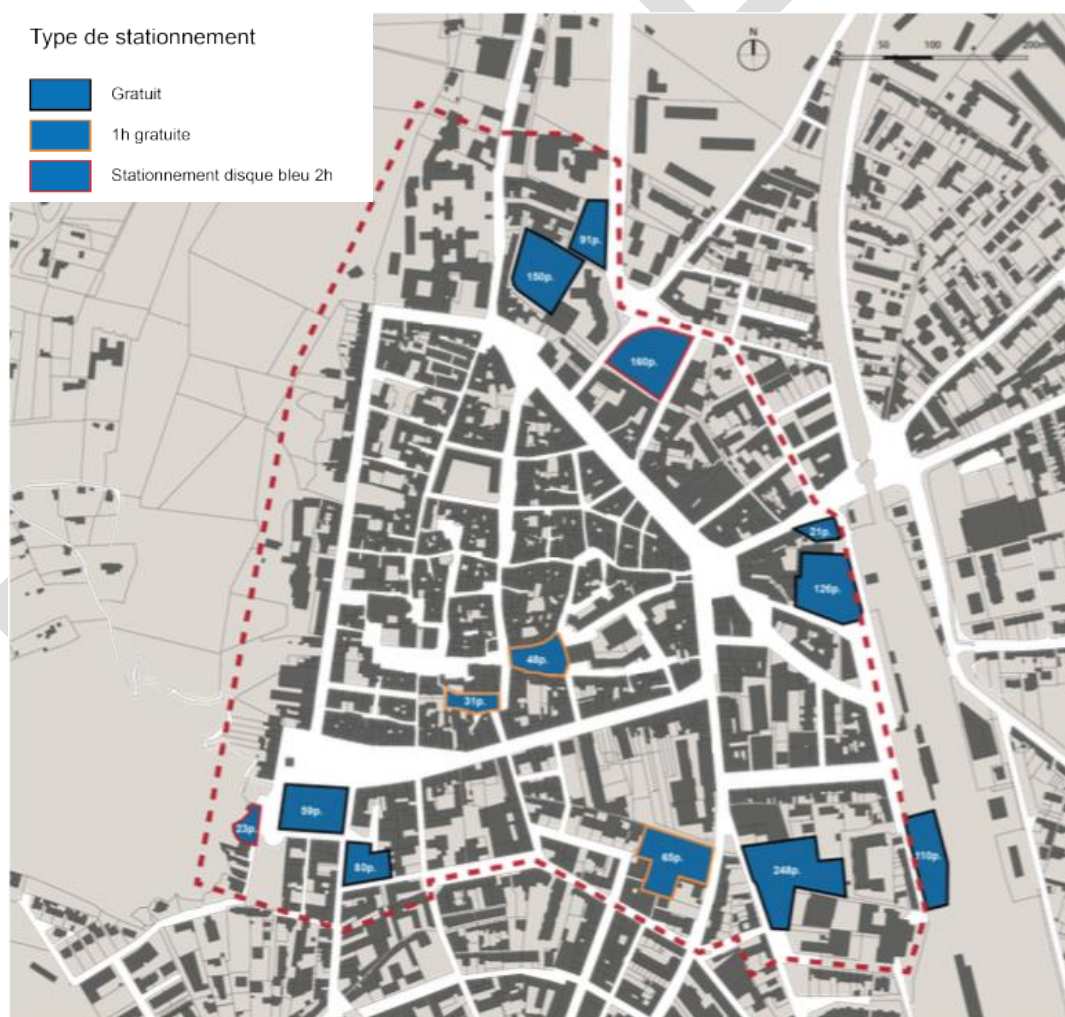 Type de stationnement
Gratuit
1h gratuite
Stationnement disque bleu 2h
N
0 50 100 200m
91p.
150p.
160p.
21p.
126p.
48p.
31p.
59p.
23p.
80p.
65p.
248p.
110p.